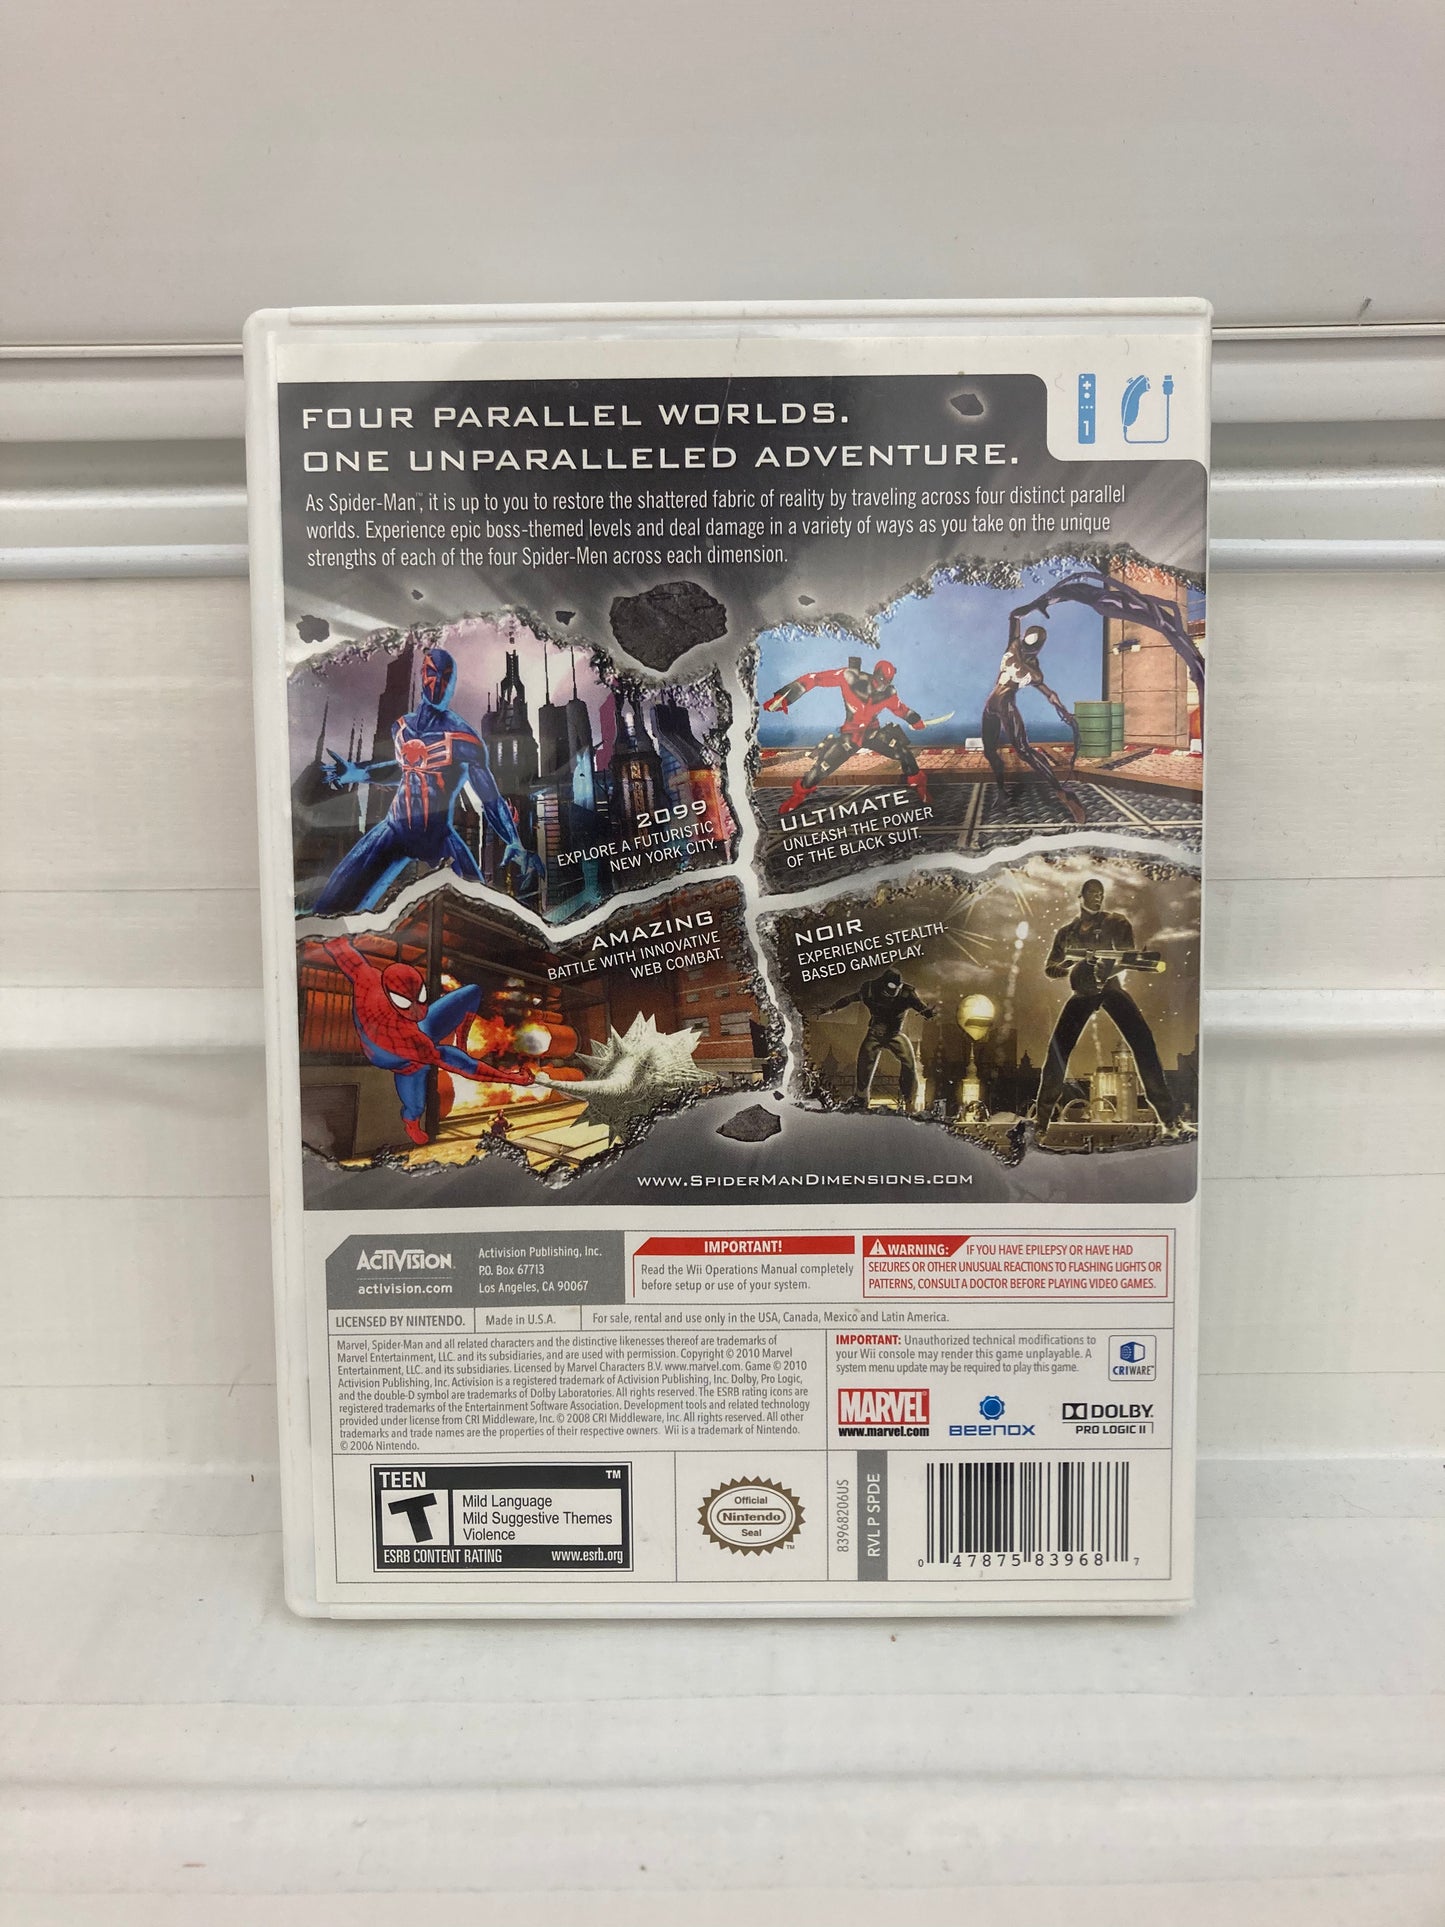 FOUR PARALLEL WORLDS.
ONE UNPARALLELED ADVENTURE.
1
As Spider-Man™, it is up to you to restore the shattered fabric of reality by traveling across four distinct parallel
worlds. Experience epic boss-themed levels and deal damage in a variety of ways as you take on the unique
strengths of each of the four Spider-Men across each dimension.
2099
EXPLORE A FUTURISTIC
NEW YORK CITY.
ULTIMATE
UNLEASH THE POWER
OF THE BLACK SUIT.
AMAZING
BATTLE WITH INNOVATIVE
WEB COMBAT.
NOIR
EXPERIENCE STEALTH-
BASED GAMEPLAY.
WWW.SPIDERMANDIMENSIONS.COM
ACTIVISION
activision.com
Activision Publishing, Inc.
P.O. Box 67713
Los Angeles, CA 90067
IMPORTANT!
Read the Wii Operations Manual completely
before setup or use of your system.
WARNING: IF YOU HAVE EPILEPSY OR HAVE HAD
SEIZURES OR OTHER UNUSUAL REACTIONS TO FLASHING LIGHTS OR
PATTERNS, CONSULT A DOCTOR BEFORE PLAYING VIDEO GAMES.
LICENSED BY NINTENDO.
Made in U.S.A.
For sale, rental and use only in the USA, Canada, Mexico and Latin America.
Marvel, Spider-Man and all related characters and the distinctive likenesses thereof are trademarks of
Marvel Entertainment, LLC. and its subsidiaries, and are used with permission. Copyright © 2010 Marvel
Entertainment, LLC. and its subsidiaries. Licensed by Marvel Characters B.V. www.marvel.com. Game © 2010
Activision Publishing, Inc. Activision is a registered trademark of Activision Publishing, Inc. Dolby, Pro Logic,
and the double-D symbol are trademarks of Dolby Laboratories. All rights reserved. The ESRB rating icons are
registered trademarks of the Entertainment Software Association. Development tools and related technology
provided under license from CRI Middleware, Inc. © 2008 CRI Middleware, Inc. All rights reserved. All other
trademarks and trade names are the properties of their respective owners. Wii is a trademark of Nintendo.
© 2006 Nintendo.
IMPORTANT: Unauthorized technical modifications to
your Wii console may render this game unplayable. A
system menu update may be required to play this game.
CRIWARE™
MARVEL
www.marvel.com
BEENOX
DOLBY.
PRO LOGIC II
TEEN ™
T
Mild Language
Mild Suggestive Themes
Violence
ESRB CONTENT RATING www.esrb.org
Official
Nintendo
Seal
™
83968206US
RVL P SPDE
0 47875 83968 7